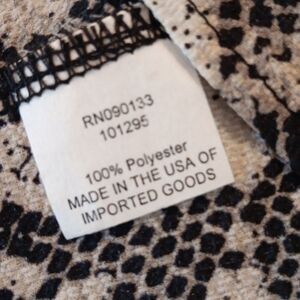 RN090133
101295
100% Polyester
MADE IN THE USA OF
IMPORTED GOODS